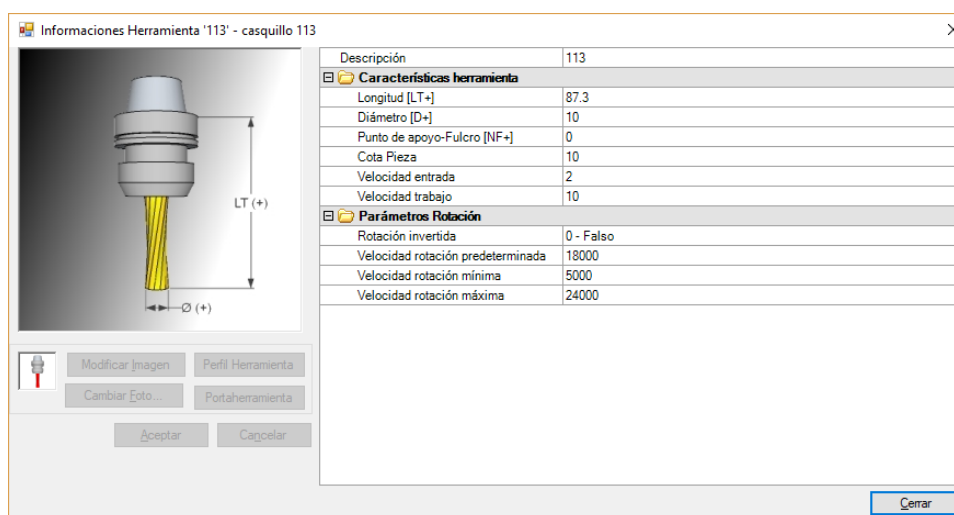 Informaciones Herramienta '113' - casquillo 113
LT (+)
Ø (+)
Modificar Imagen Perfil Herramienta
Cambiar Foto... Portaherramienta
Aceptar Cancelar
Descripción 113
Características herramienta
Longitud [LT+] 87.3
Diámetro [D+] 10
Punto de apoyo-Fulcro [NF+] 0
Cota Pieza 10
Velocidad entrada 2
Velocidad trabajo 10
Parámetros Rotación
Rotación invertida 0 - Falso
Velocidad rotación predeterminada 18000
Velocidad rotación mínima 5000
Velocidad rotación máxima 24000
Cerrar